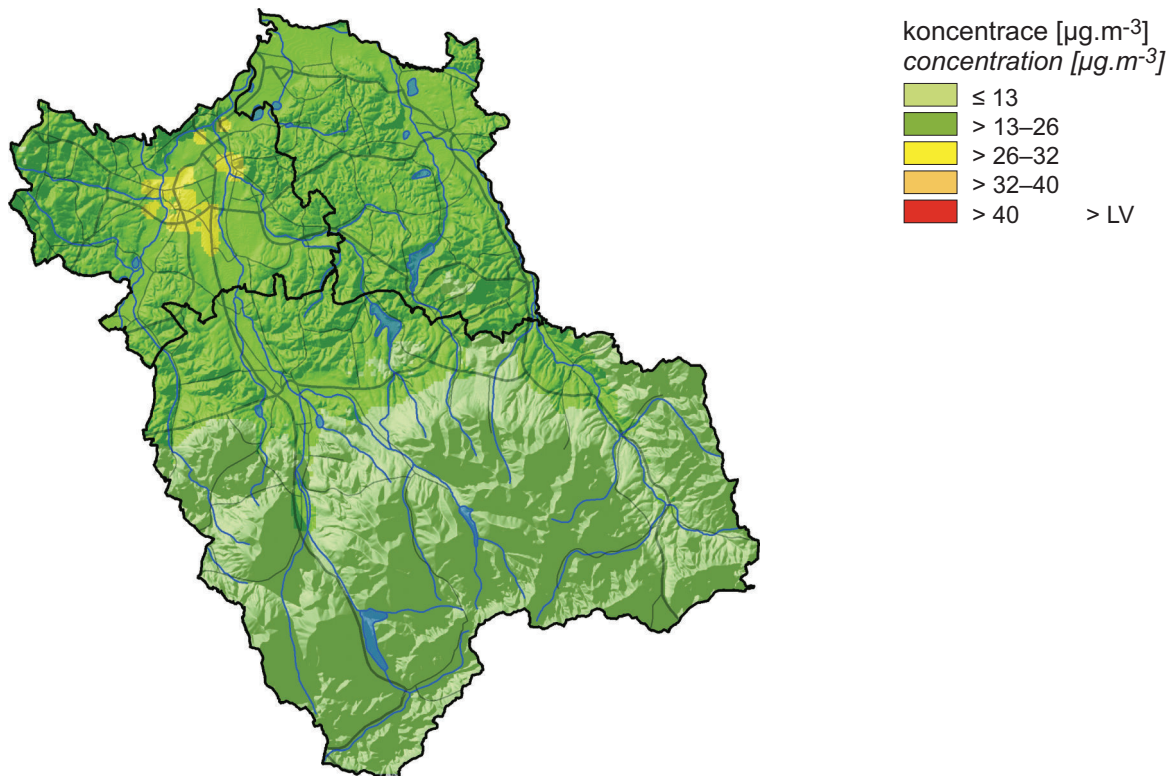 koncentrace [µg.m-3]
concentration [µg.m-3]
≤ 13
> 13–26
> 26–32
> 32–40
> 40 > LV